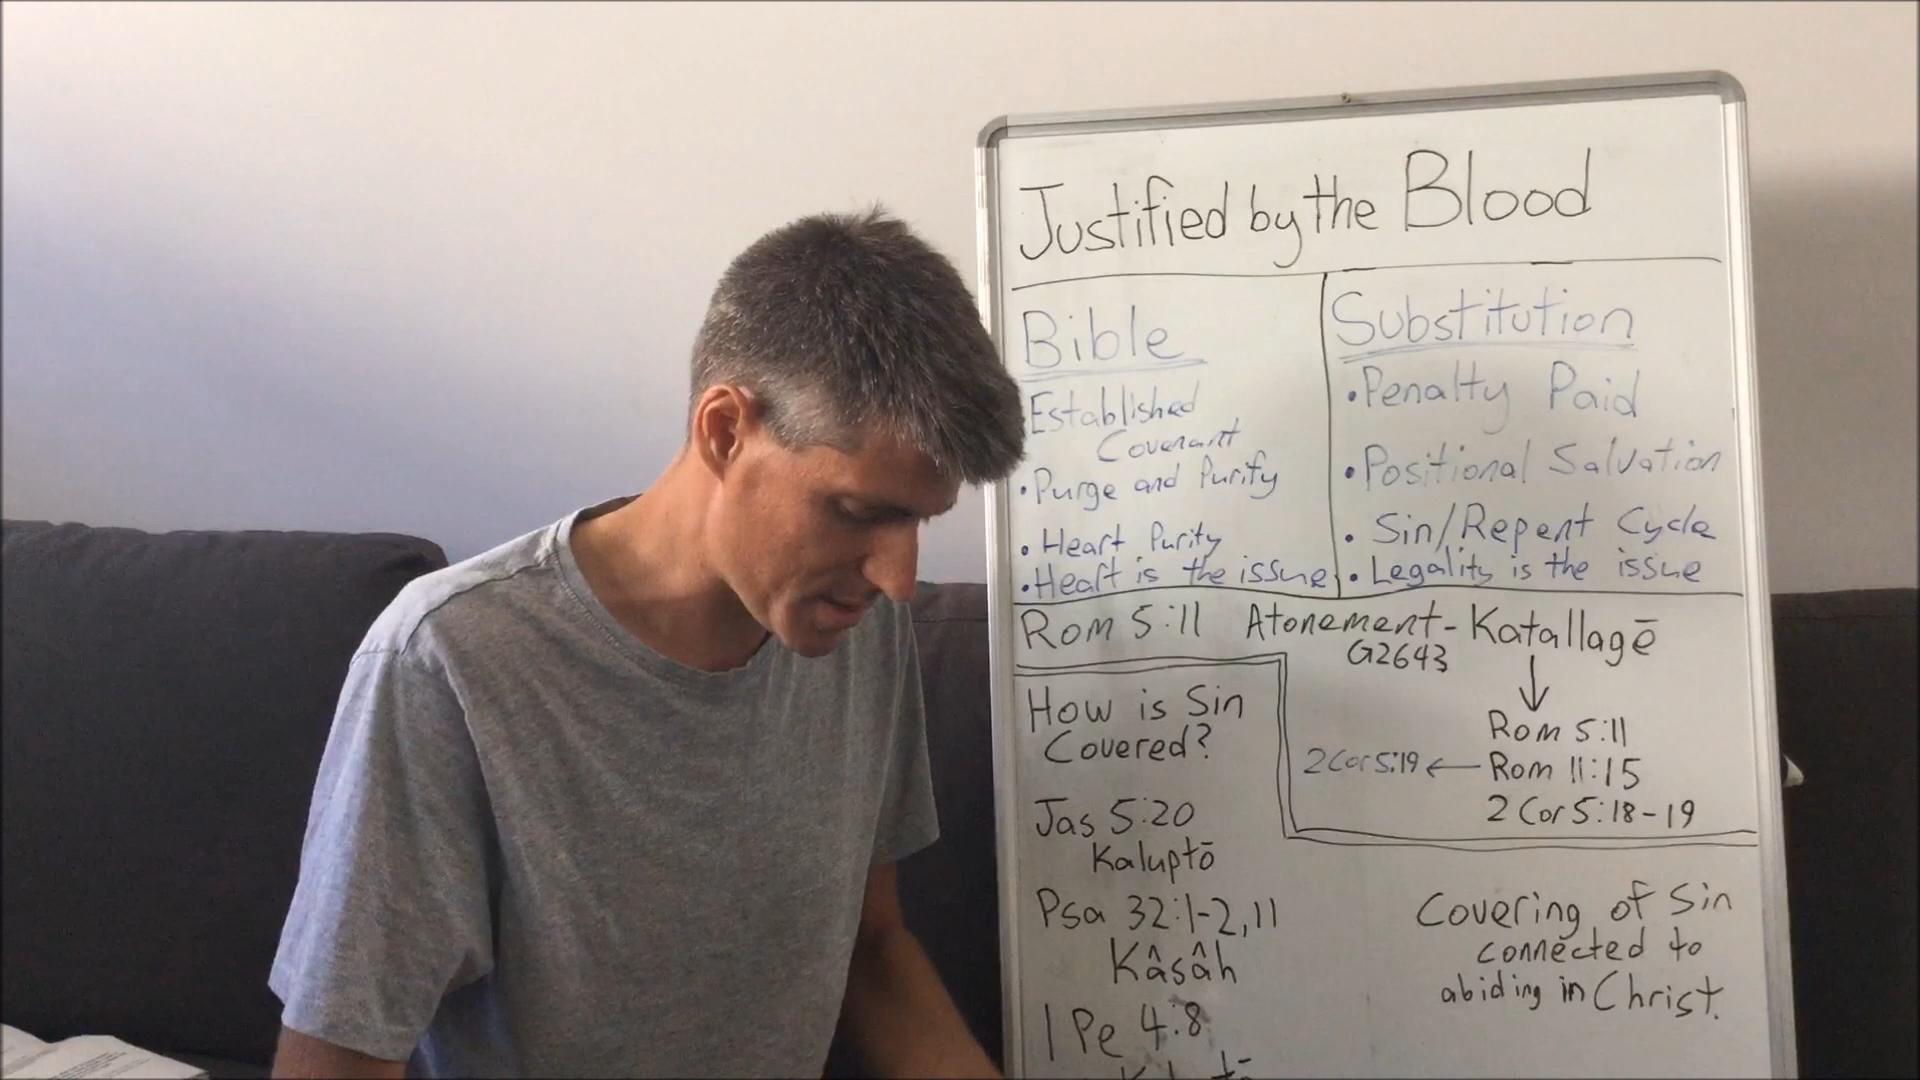 Justified by the Blood
Bible
Established
Covenant
• Purge and Purify
• Heart Purity
• Heart is the issue
Substitution
• Penalty Paid
• Positional Salvation
• Sin/Repent Cycle
• Legality is the issue
Rom 5:11 Atonement - Katallagē
G2643
↓
Rom 5:11
2 Cor 5:19 ← Rom 11:15
2 Cor 5:18-19
How is Sin
Covered?
Jas 5:20
Kaluptō
Psa 32:1-2,11
Kâsâh
1 Pe 4:8
Covering of Sin
connected to
abiding in Christ.